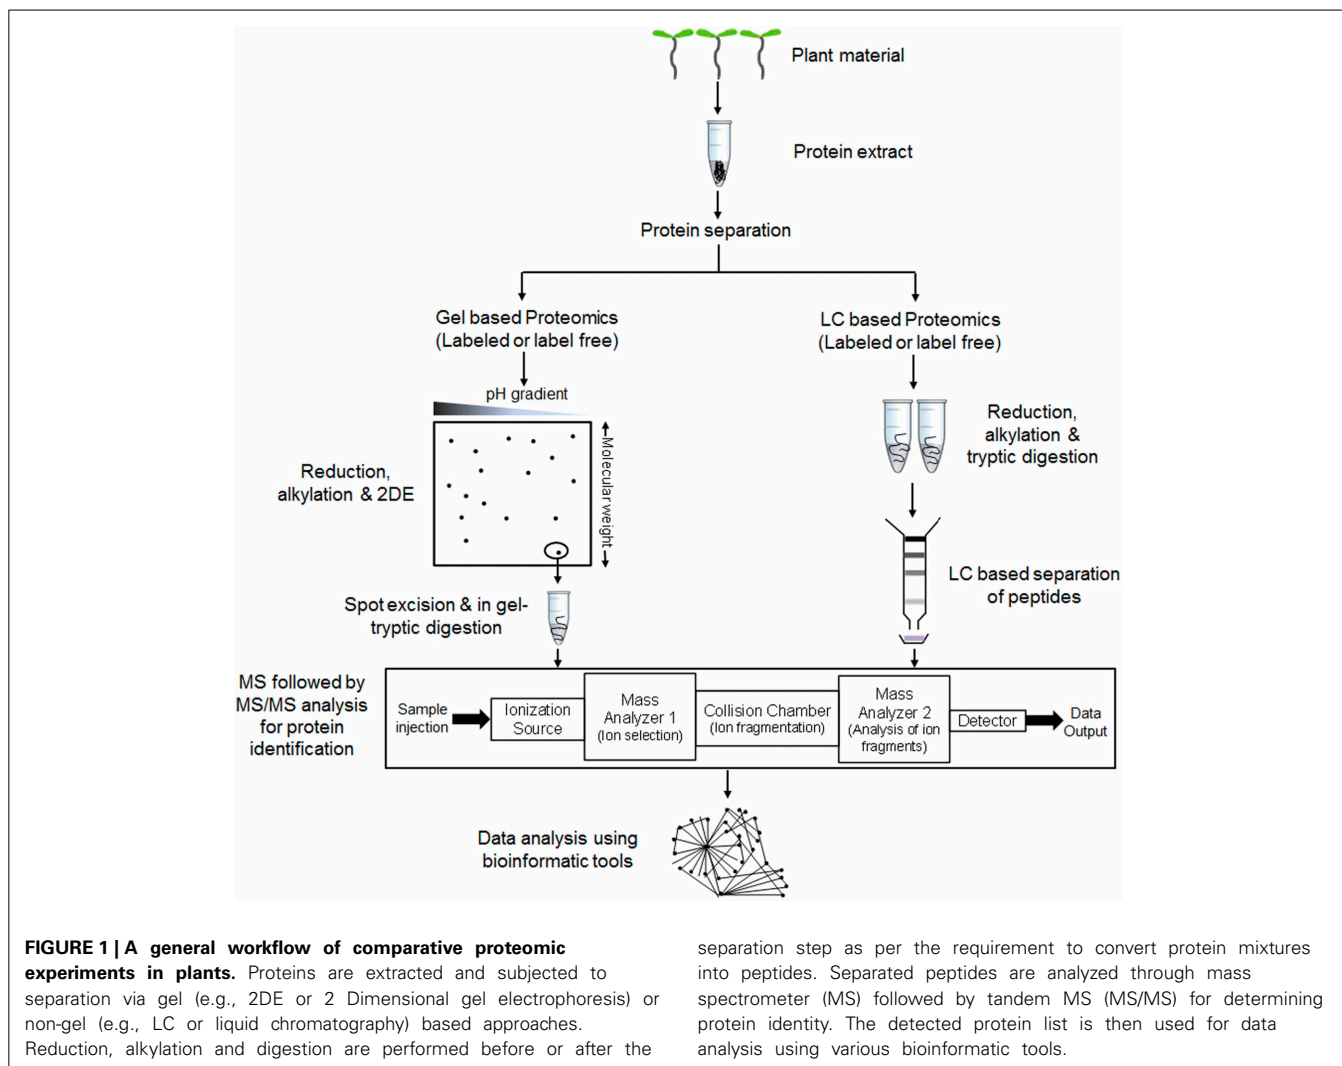 Plant material
Protein extract
Protein separation
Gel based Proteomics
(Labeled or label free)
LC based Proteomics
(Labeled or label free)
pH gradient
Molecular weight
Reduction,
alkylation & 2DE
Reduction,
alkylation &
tryptic digestion
Spot excision & in gel-
tryptic digestion
LC based separation
of peptides
MS followed by
MS/MS analysis
for protein
identification
Sample
injection
Ionization
Source
Mass
Analyzer 1
(Ion selection)
Collision Chamber
(Ion fragmentation)
Mass
Analyzer 2
(Analysis of ion
fragments)
Detector
Data
Output
Data analysis using
bioinformatic tools
FIGURE 1 | A general workflow of comparative proteomic
experiments in plants. Proteins are extracted and subjected to
separation via gel (e.g., 2DE or 2 Dimensional gel electrophoresis) or
non-gel (e.g., LC or liquid chromatography) based approaches.
Reduction, alkylation and digestion are performed before or after the
separation step as per the requirement to convert protein mixtures
into peptides. Separated peptides are analyzed through mass
spectrometer (MS) followed by tandem MS (MS/MS) for determining
protein identity. The detected protein list is then used for data
analysis using various bioinformatic tools.